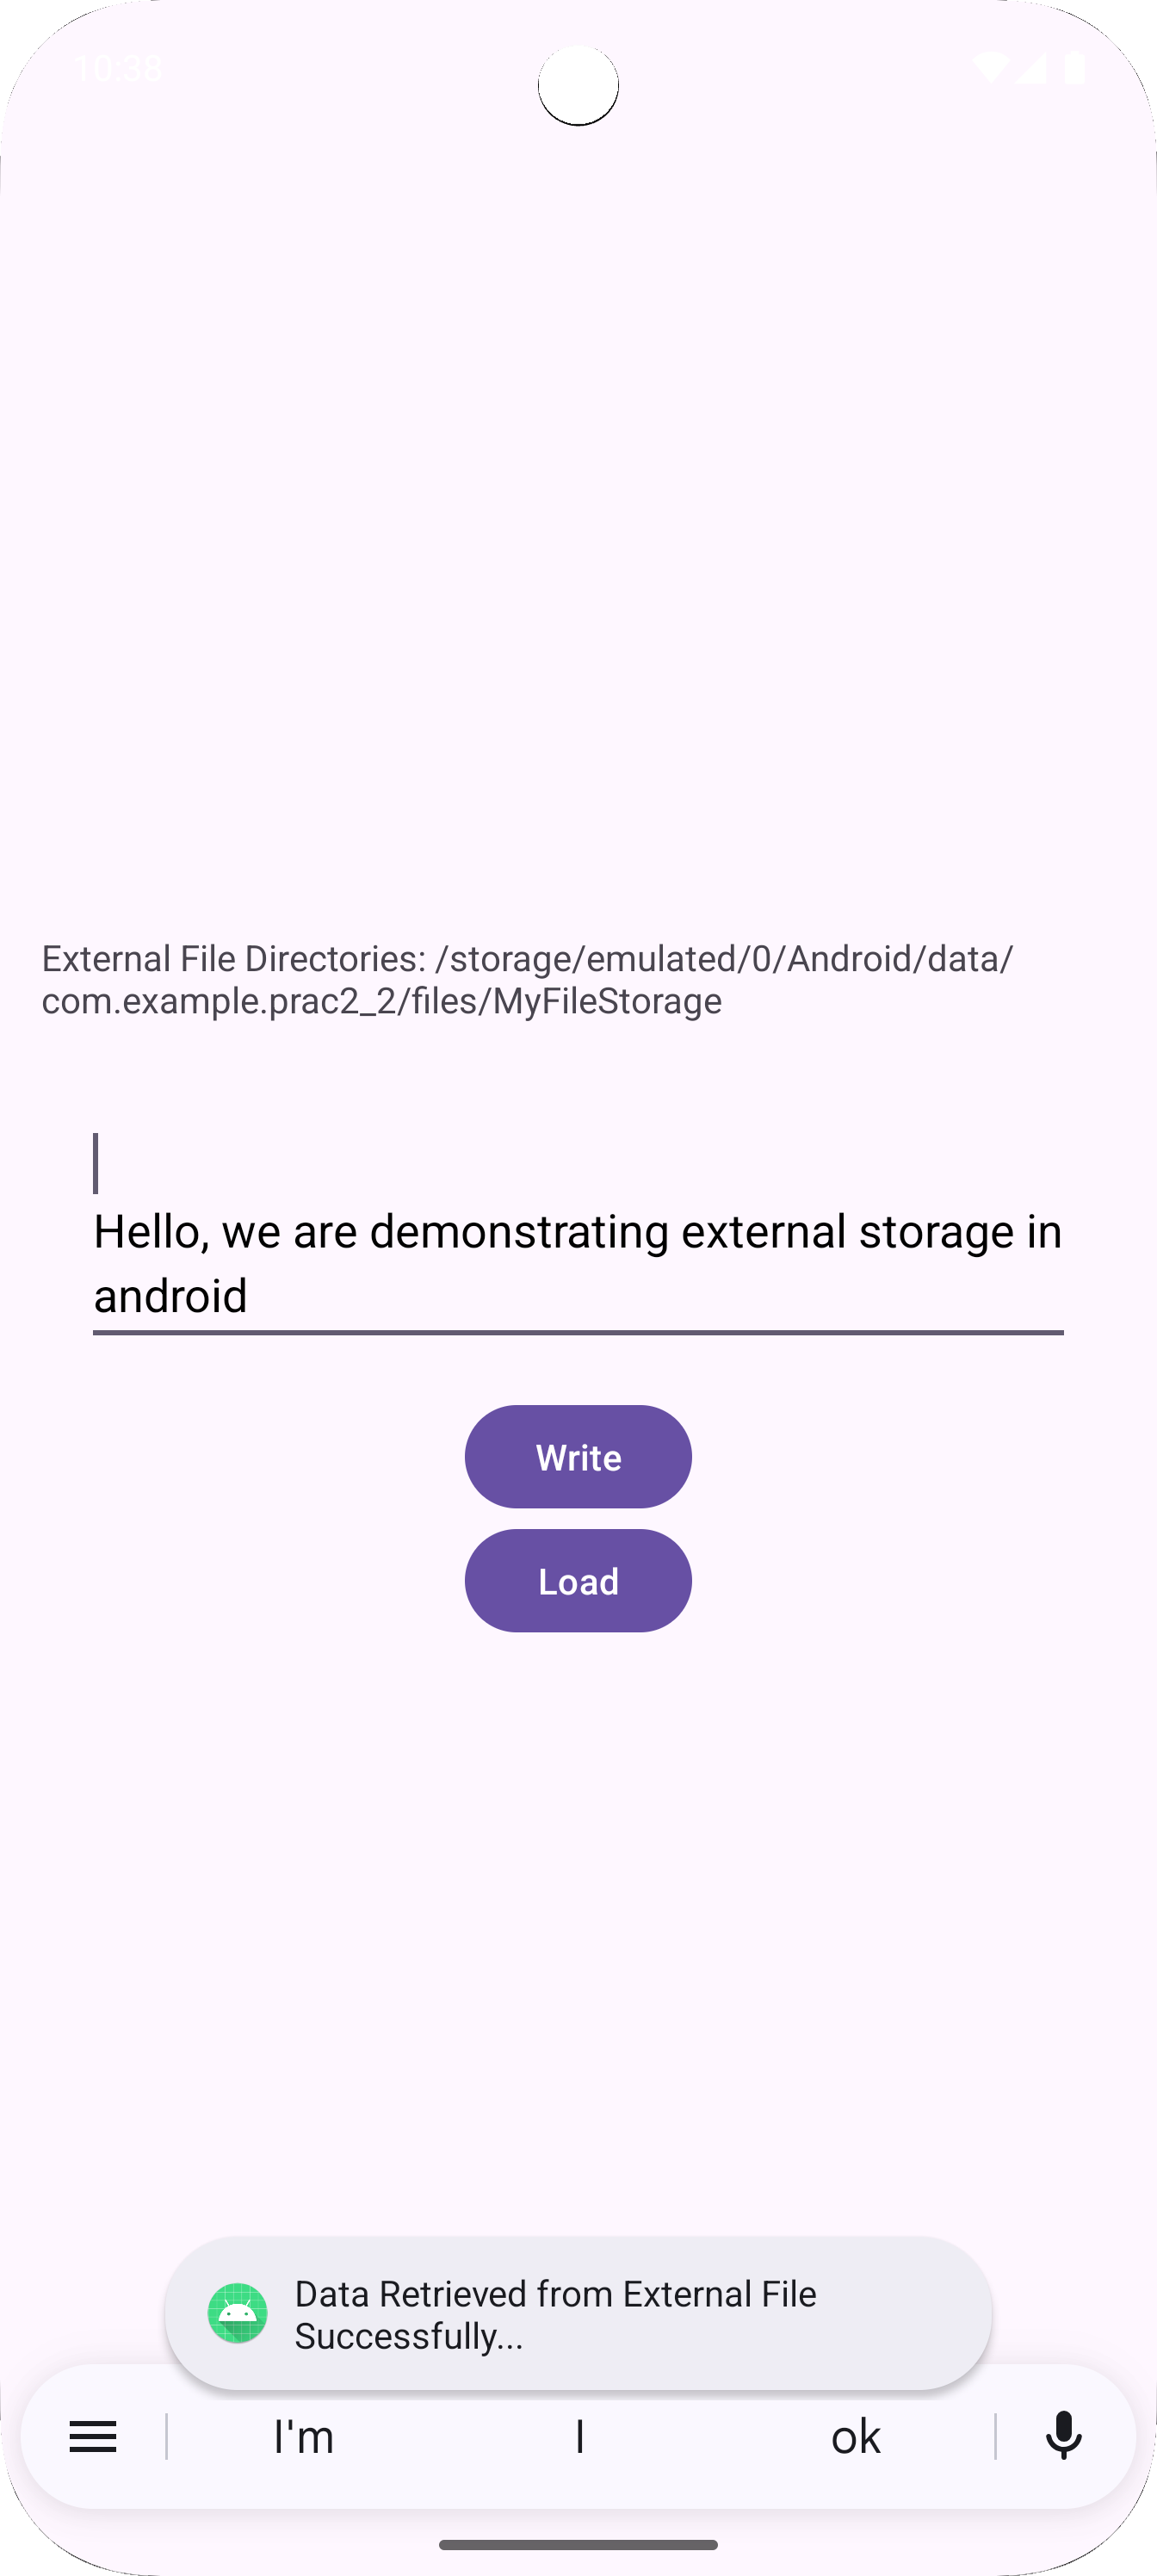 10:38
External File Directories: /storage/emulated/0/Android/data/
com.example.prac2_2/files/MyFileStorage
Hello, we are demonstrating external storage in
android
Write
Load
Data Retrieved from External File
Successfully...
I'm
I
ok